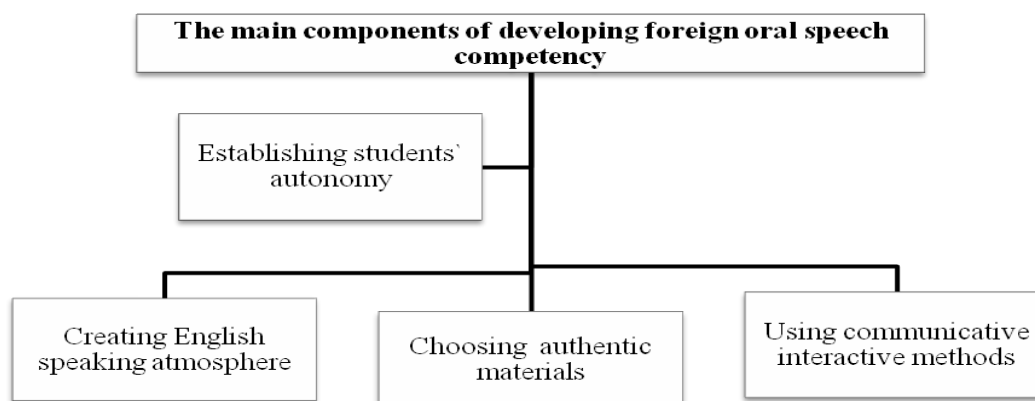 The main components of developing foreign oral speech
competency
Establishing students`
autonomy
Creating English
speaking atmosphere
Choosing  authentic
materials
Using communicative
interactive methods